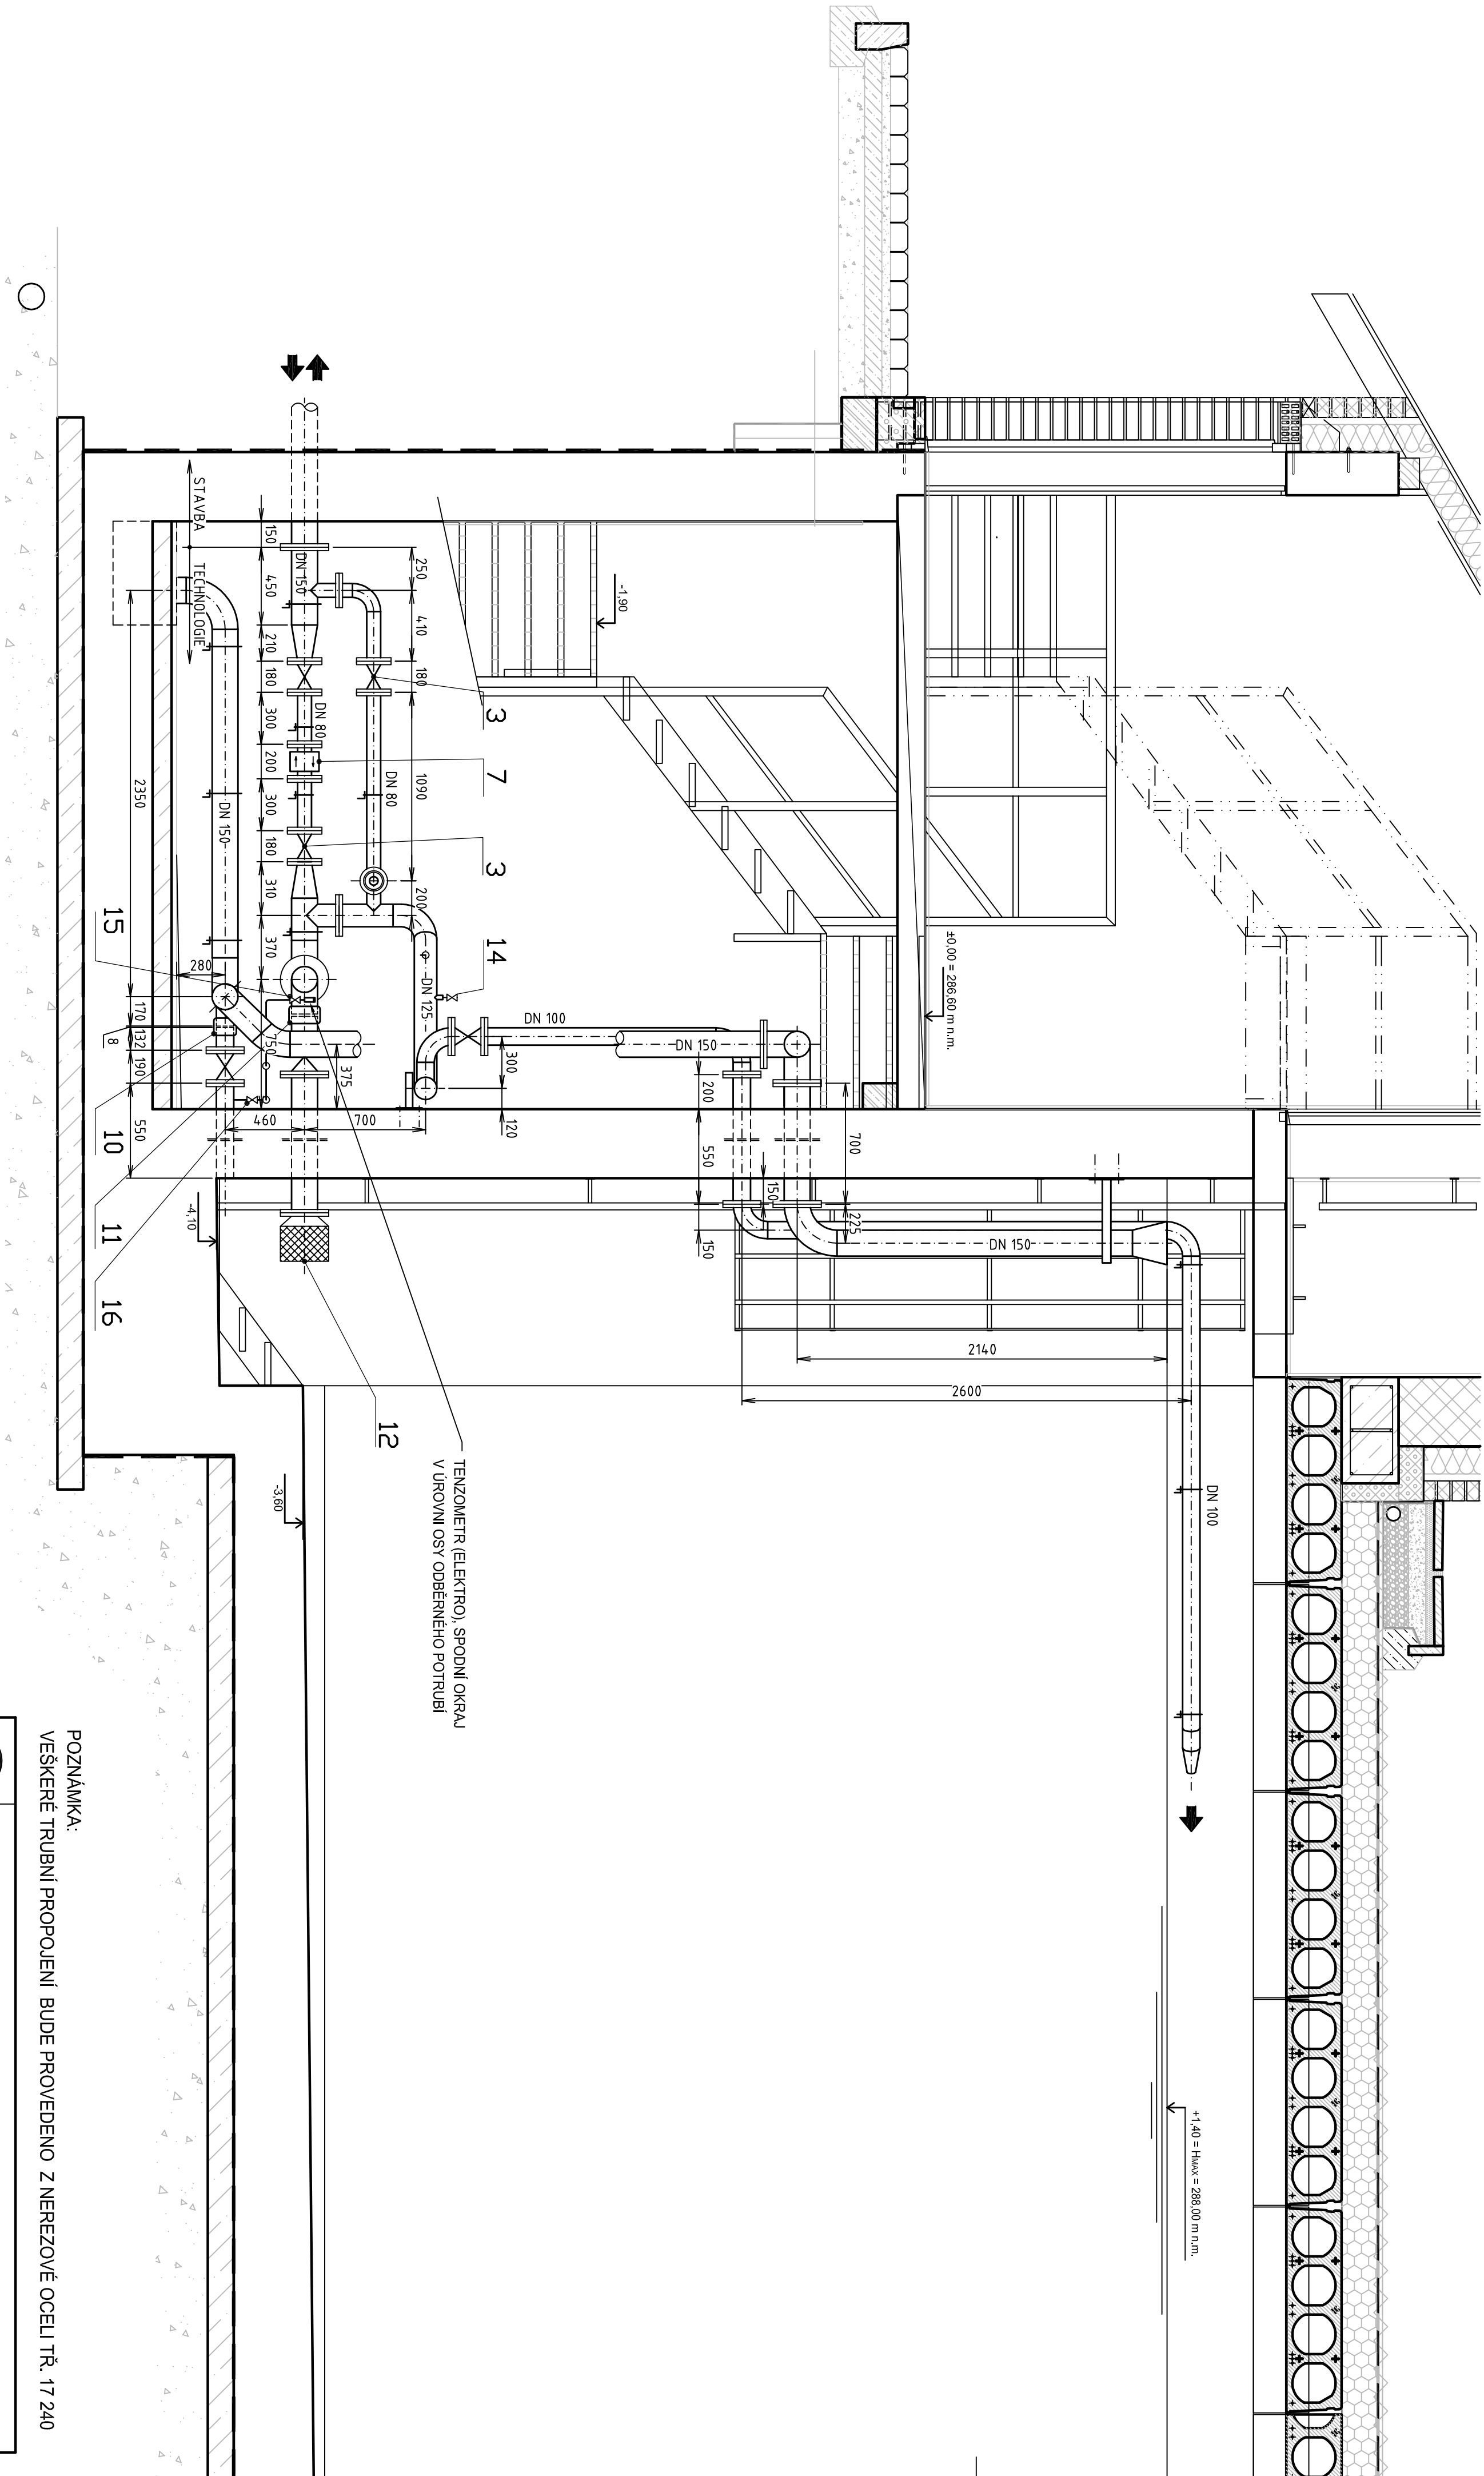 ±0,00 = 286,60 m n.m.
+1,40 = HMAX = 288,00 m n.m.
-1,90
-4,10
-3,60
STAVBA
TECHNOLOGIE
150
450
210
180
300
200
300
180
310
370
750
250
410
180
1090
200
DN 150
DN 80
DN 80
DN 150
DN 125
DN 100
DN 150
DN 150
DN 100
2350
280
170
132
190
550
8
375
460
700
300
120
200
550
150
150
700
225
2140
2600
3
7
3
14
15
10
11
16
12
TENZOMETR (ELEKTRO), SPODNÍ OKRAJ
V ÚROVNI OSY ODBĚRNÉHO POTRUBÍ
POZNÁMKA:
VEŠKERÉ TRUBNÍ PROPOJENÍ BUDE PROVEDENO Z NEREZOVÉ OCELI TŘ. 17 240